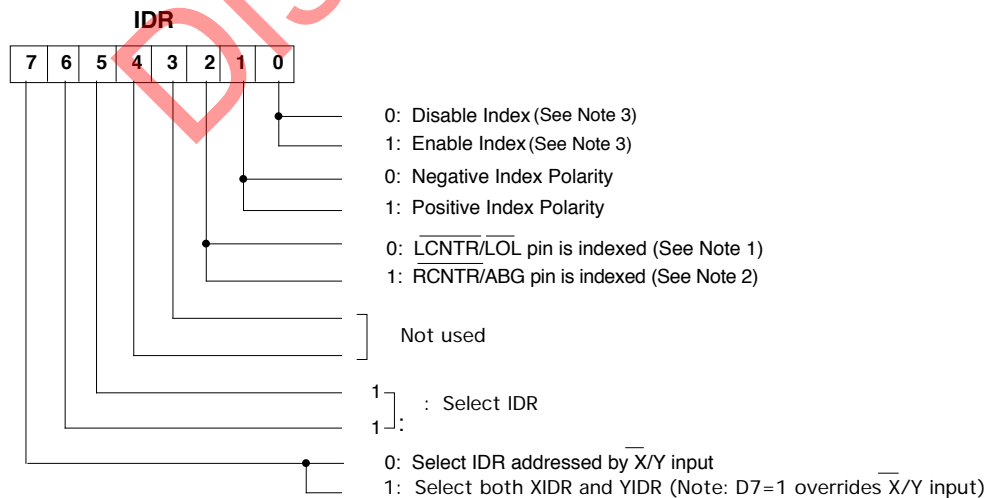 IDR
7 6 5 4 3 2 1 0
0: Disable Index (See Note 3)
1: Enable Index (See Note 3)
0: Negative Index Polarity
1: Positive Index Polarity
0: L̅C̅N̅T̅R̅/L̅O̅L̅ pin is indexed (See Note 1)
1: R̅C̅N̅T̅R̅/ABG pin is indexed (See Note 2)
Not used
1
: Select IDR
1 :
0: Select IDR addressed by X̅/Y input
1: Select both XIDR and YIDR (Note: D7=1 overrides X̅/Y input)